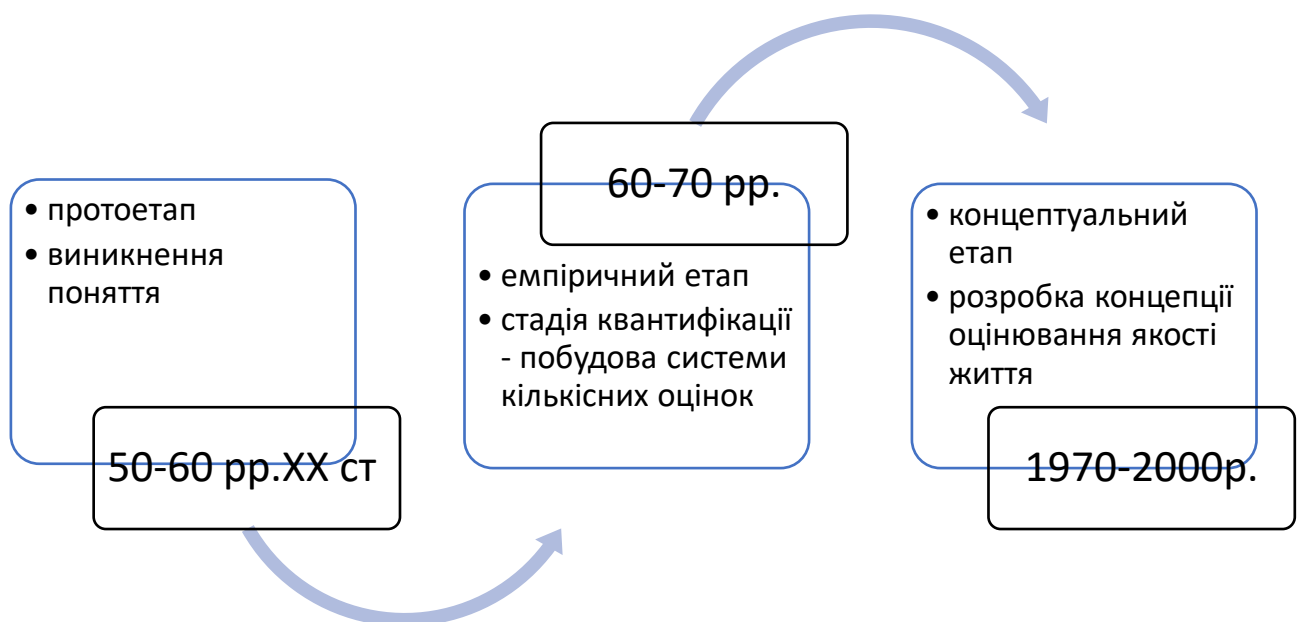 • протоетап
• виникнення
поняття
50-60 рр.ХХ ст
60-70 рр.
• емпіричний етап
• стадія квантифікації
- побудова системи
кількісних оцінок
• концептуальний
етап
• розробка концепції
оцінювання якості
життя
1970-2000р.